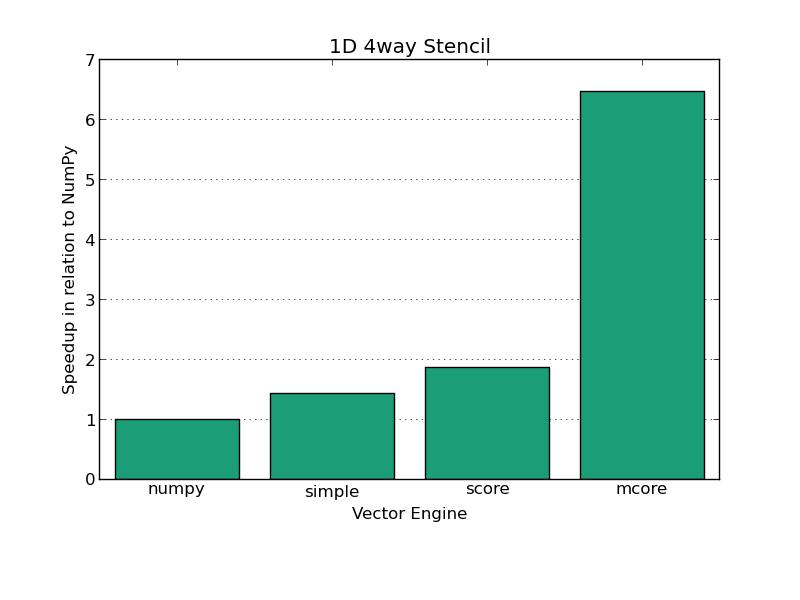 1D 4way Stencil
7
6
5
4
3
2
1
0
Speedup in relation to NumPy
numpy simple score mcore
Vector Engine